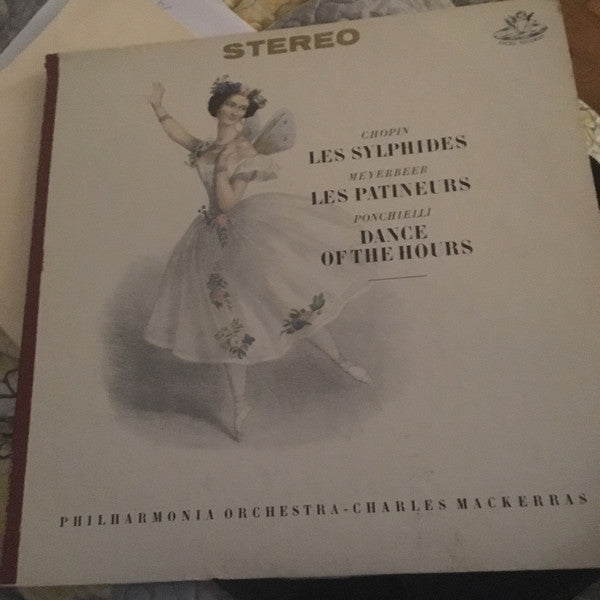 STEREO
CHOPIN
LES SYLPHIDES
MEYERBEER
LES PATINEURS
PONCHIELLI
DANCE
OF THE HOURS
PHILHARMONIA ORCHESTRA-CHARLES MACKERRAS